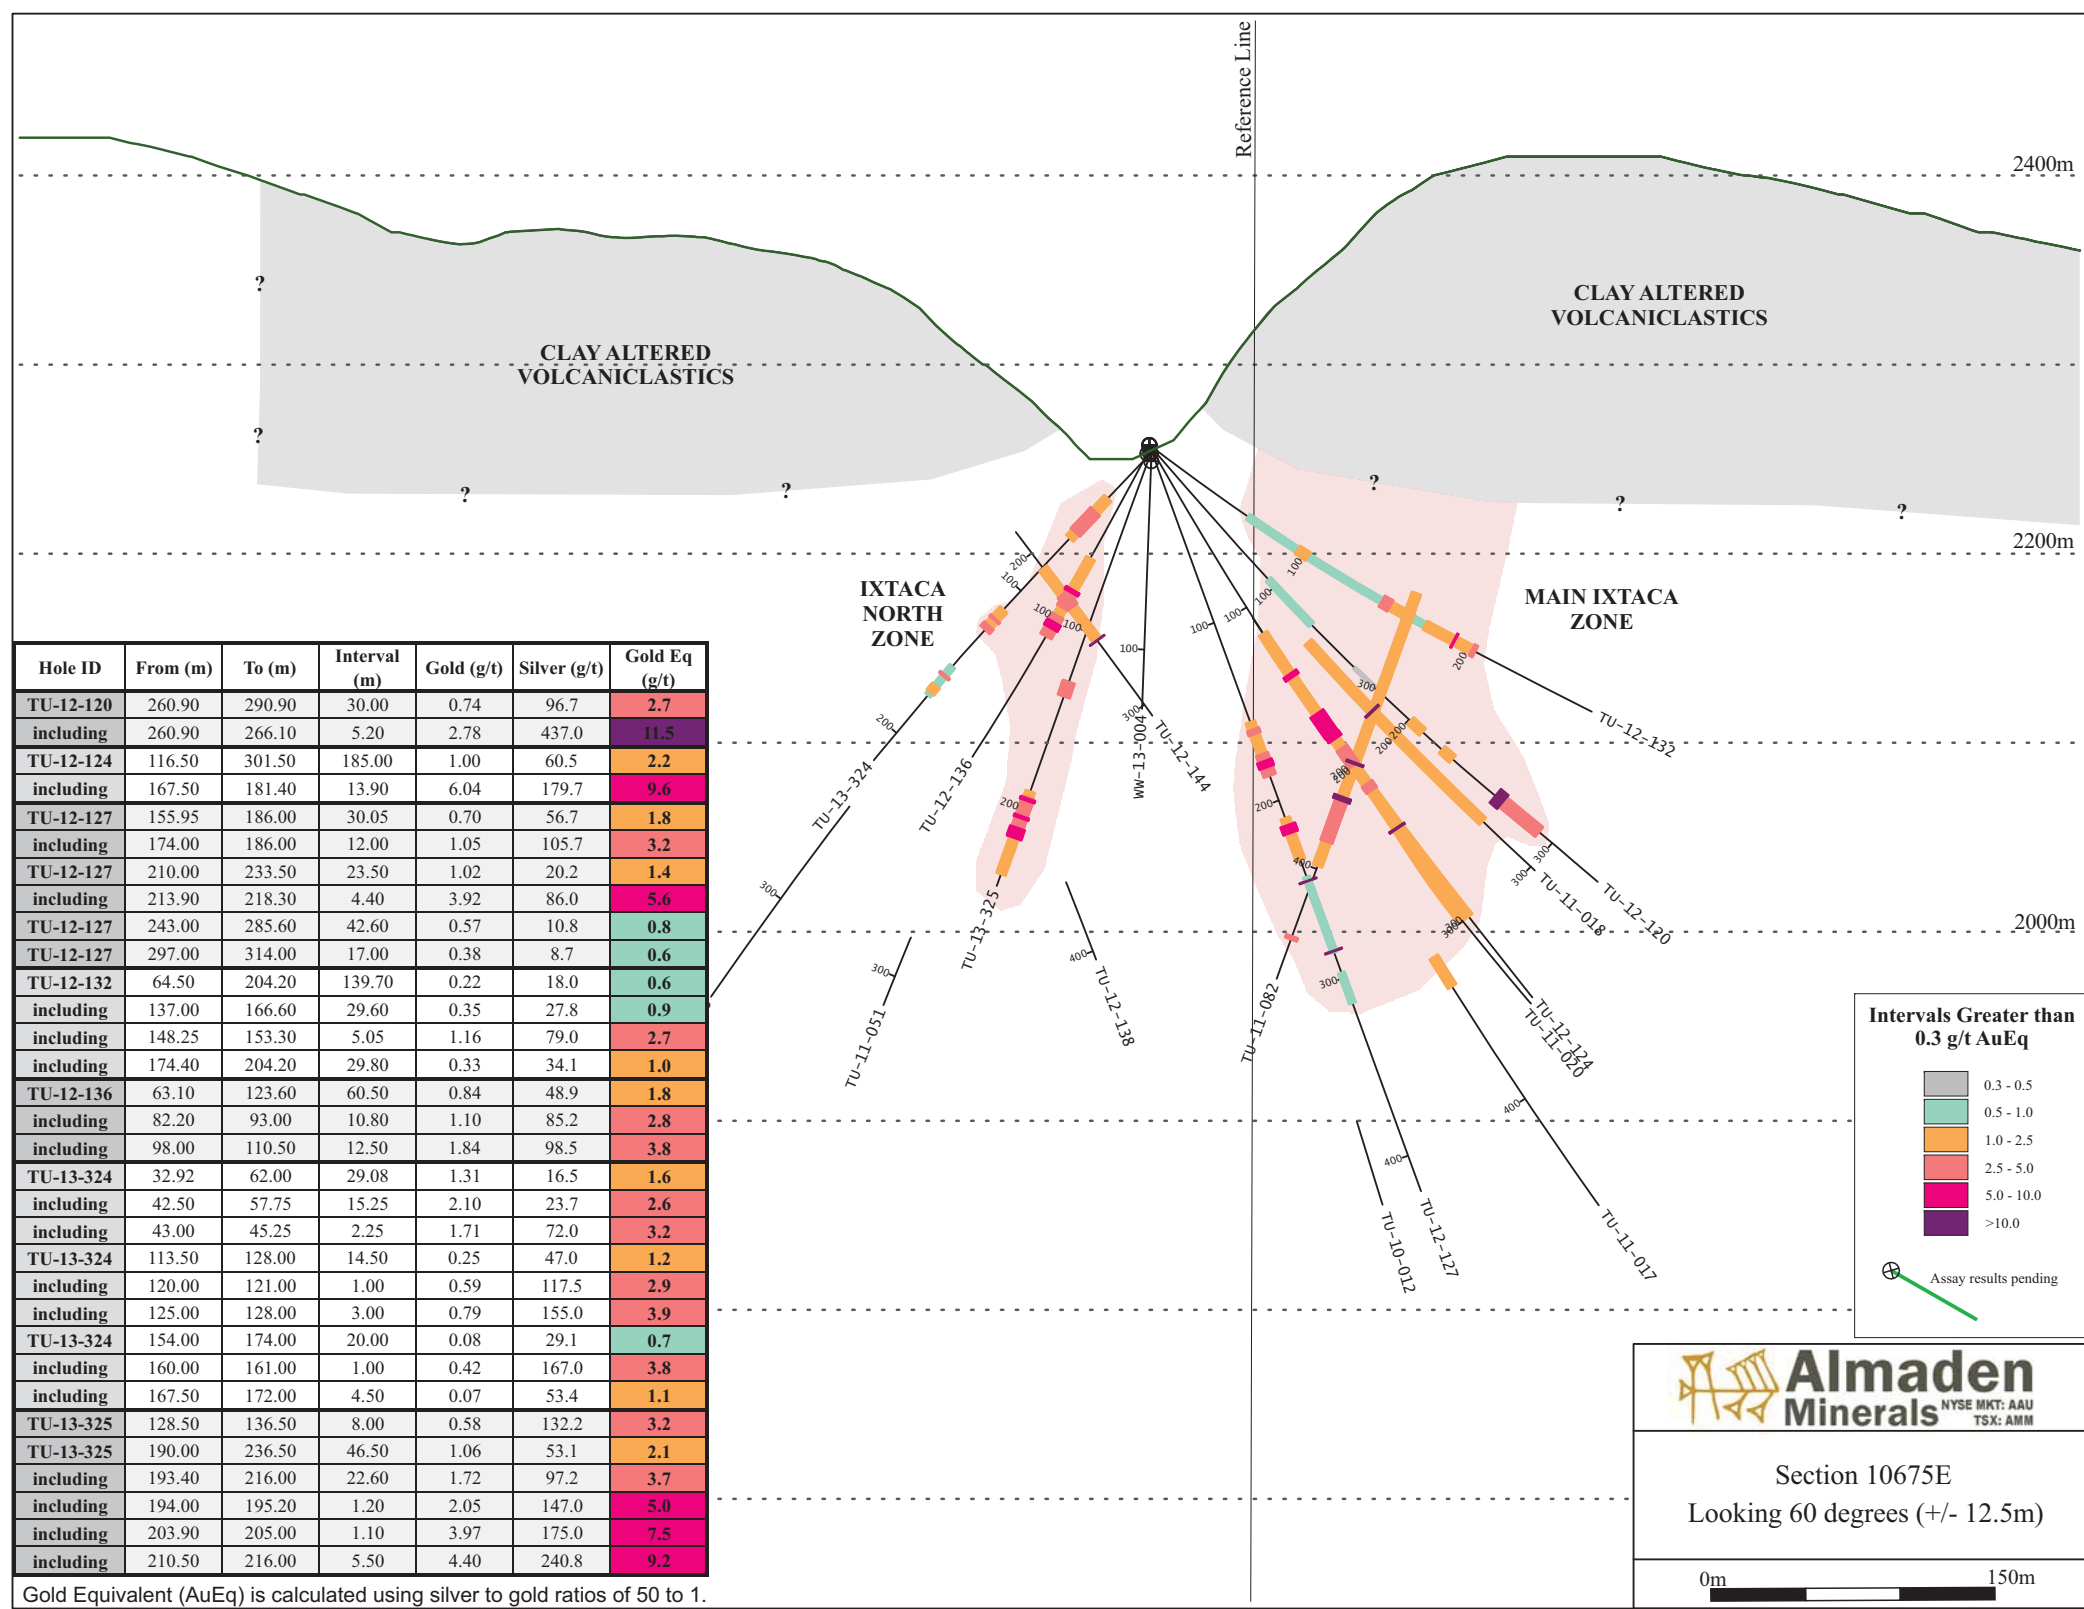 Reference Line
2400m
CLAY ALTERED
VOLCANICLASTICS
?
CLAY ALTERED
VOLCANICLASTICS
?
?
?
?
?
?
2200m
IXTACA
NORTH
ZONE
MAIN IXTACA
ZONE
2000m
100
200
300
TU-13-324
100
TU-12-136
200
100
200
TU-13-325
300
TU-11-051
400
TU-12-138
100
WW-13-004
300
TU-12-144
100
200
300
400
TU-12-127
TU-10-012
400
TU-11-082
100
200
300
TU-12-124
TU-11-020
300
400
TU-11-017
100
200
300
TU-11-018
200
300
TU-12-120
100
200
TU-12-132
Hole ID From (m) To (m) Interval (m) Gold (g/t) Silver (g/t) Gold Eq (g/t)
TU-12-120 260.90 290.90 30.00 0.74 96.7 2.7
including 260.90 266.10 5.20 2.78 437.0 11.5
TU-12-124 116.50 301.50 185.00 1.00 60.5 2.2
including 167.50 181.40 13.90 6.04 179.7 9.6
TU-12-127 155.95 186.00 30.05 0.70 56.7 1.8
including 174.00 186.00 12.00 1.05 105.7 3.2
TU-12-127 210.00 233.50 23.50 1.02 20.2 1.4
including 213.90 218.30 4.40 3.92 86.0 5.6
TU-12-127 243.00 285.60 42.60 0.57 10.8 0.8
TU-12-127 297.00 314.00 17.00 0.38 8.7 0.6
TU-12-132 64.50 204.20 139.70 0.22 18.0 0.6
including 137.00 166.60 29.60 0.35 27.8 0.9
including 148.25 153.30 5.05 1.16 79.0 2.7
including 174.40 204.20 29.80 0.33 34.1 1.0
TU-12-136 63.10 123.60 60.50 0.84 48.9 1.8
including 82.20 93.00 10.80 1.10 85.2 2.8
including 98.00 110.50 12.50 1.84 98.5 3.8
TU-13-324 32.92 62.00 29.08 1.31 16.5 1.6
including 42.50 57.75 15.25 2.10 23.7 2.6
including 43.00 45.25 2.25 1.71 72.0 3.2
TU-13-324 113.50 128.00 14.50 0.25 47.0 1.2
including 120.00 121.00 1.00 0.59 117.5 2.9
including 125.00 128.00 3.00 0.79 155.0 3.9
TU-13-324 154.00 174.00 20.00 0.08 29.1 0.7
including 160.00 161.00 1.00 0.42 167.0 3.8
including 167.50 172.00 4.50 0.07 53.4 1.1
TU-13-325 128.50 136.50 8.00 0.58 132.2 3.2
TU-13-325 190.00 236.50 46.50 1.06 53.1 2.1
including 193.40 216.00 22.60 1.72 97.2 3.7
including 194.00 195.20 1.20 2.05 147.0 5.0
including 203.90 205.00 1.10 3.97 175.0 7.5
including 210.50 216.00 5.50 4.40 240.8 9.2
Gold Equivalent (AuEq) is calculated using silver to gold ratios of 50 to 1.
Intervals Greater than
0.3 g/t AuEq
0.3 - 0.5
0.5 - 1.0
1.0 - 2.5
2.5 - 5.0
5.0 - 10.0
>10.0
Assay results pending
Almaden
Minerals NYSE MKT: AAU
TSX: AMM
Section 10675E
Looking 60 degrees (+/- 12.5m)
0m 150m